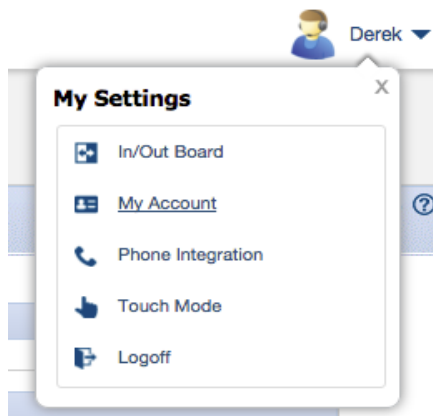 Derek
My Settings
X
In/Out Board
My Account
Phone Integration
Touch Mode
Logoff
?